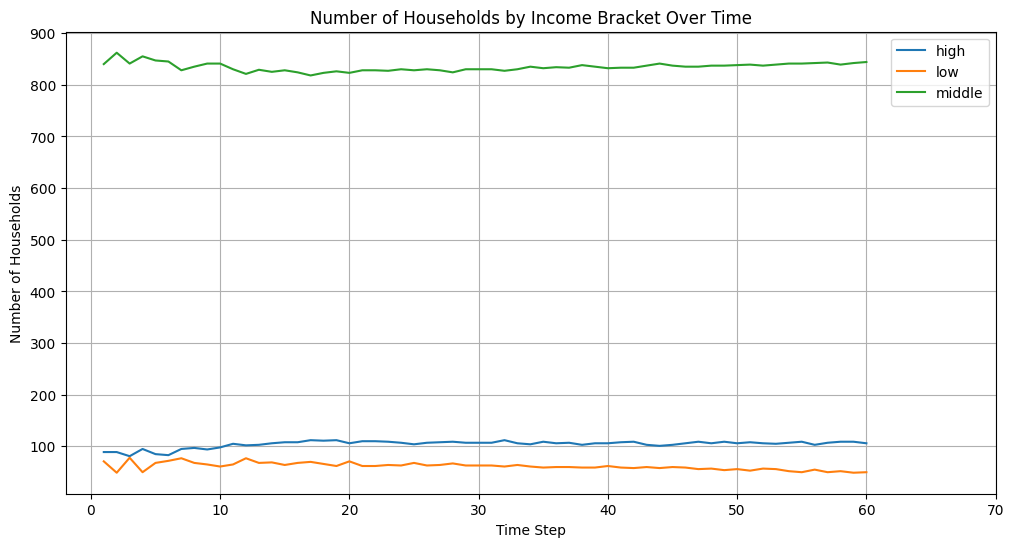 Number of Households by Income Bracket Over Time
high
low
middle
Number of Households
900
800
700
600
500
400
300
200
100
0 10 20 30 40 50 60 70
Time Step